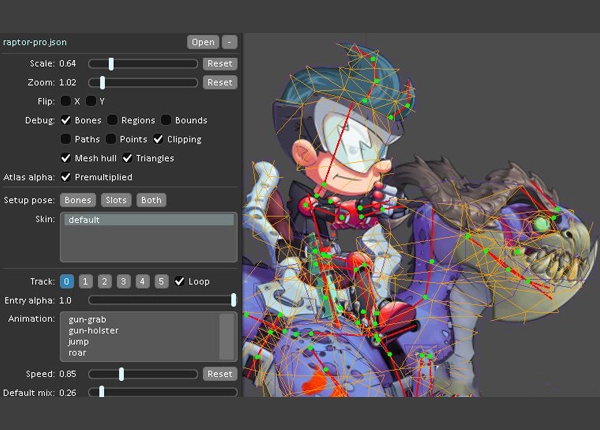 raptor-pro.json Open -
Scale: 0.64 Reset
Zoom: 1.02 Reset
Flip: X Y
Debug: Bones Regions Bounds
Paths Points Clipping
Mesh hull Triangles
Atlas alpha: Premultiplied
Setup pose: Bones Slots Both
Skin: default
Track: 0 1 2 3 4 5 Loop
Entry alpha: 1.0
Animation: gun-grab
gun-holster
jump
roar
Speed: 0.85 Reset
Default mix: 0.26